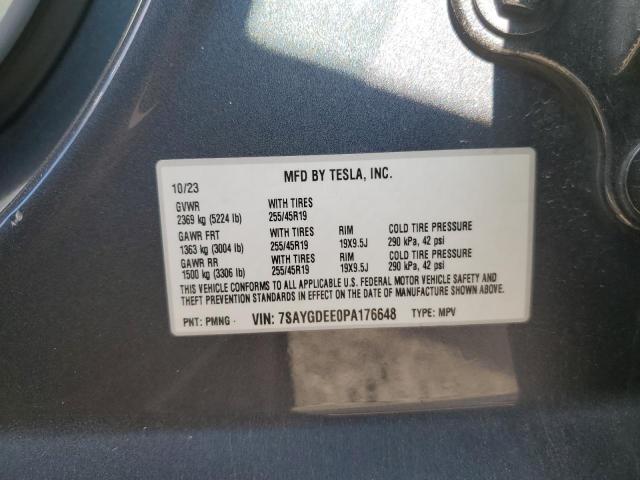 MFD BY TESLA, INC.
10/23
GVWR WITH TIRES
2369 kg (5224 lb) 255/45R19
GAWR FRT WITH TIRES RIM COLD TIRE PRESSURE
1363 kg (3004 lb) 255/45R19 19X9.5J 290 kPa, 42 psi
GAWR RR WITH TIRES RIM COLD TIRE PRESSURE
1500 kg (3306 lb) 255/45R19 19X9.5J 290 kPa, 42 psi
THIS VEHICLE CONFORMS TO ALL APPLICABLE U.S. FEDERAL MOTOR VEHICLE SAFETY AND
THEFT PREVENTION STANDARDS IN EFFECT ON THE DATE OF MANUFACTURE SHOWN ABOVE.
PNT: PMNG - VIN: 7SAYGDEE0PA176648 TYPE: MPV